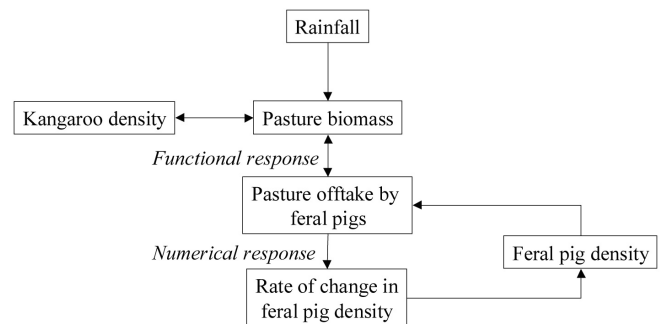 Rainfall
Kangaroo density
Pasture biomass
Functional response
Pasture offtake by
feral pigs
Numerical response
Feral pig density
Rate of change in
feral pig density